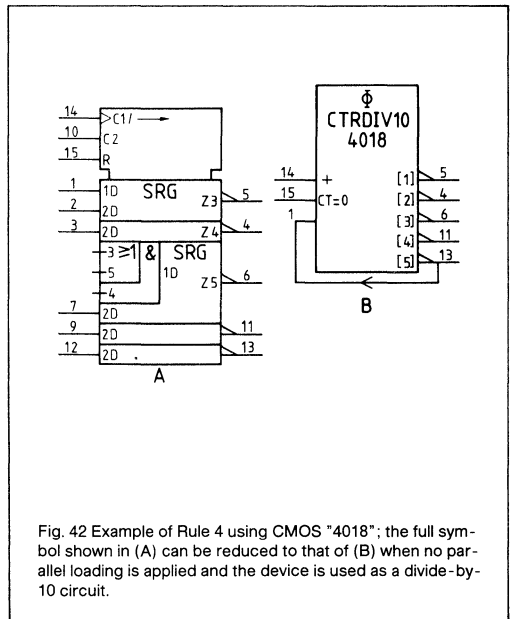 14 >C1/ →
10 C2
15 R
1 1D SRG Z3 5
2 2D
3 2D Z4 4
3 ≥1 & SRG
5 1D Z5 6
4
7 2D
9 2D 11
12 2D 13
A
Φ
CTRDIV10
4018
14 + [1] 5
15 CT=0 [2] 4
1 [3] 6
[4] 11
[5] 13
B
Fig. 42 Example of Rule 4 using CMOS "4018"; the full sym-
bol shown in (A) can be reduced to that of (B) when no par-
allel loading is applied and the device is used as a divide-by-
10 circuit.